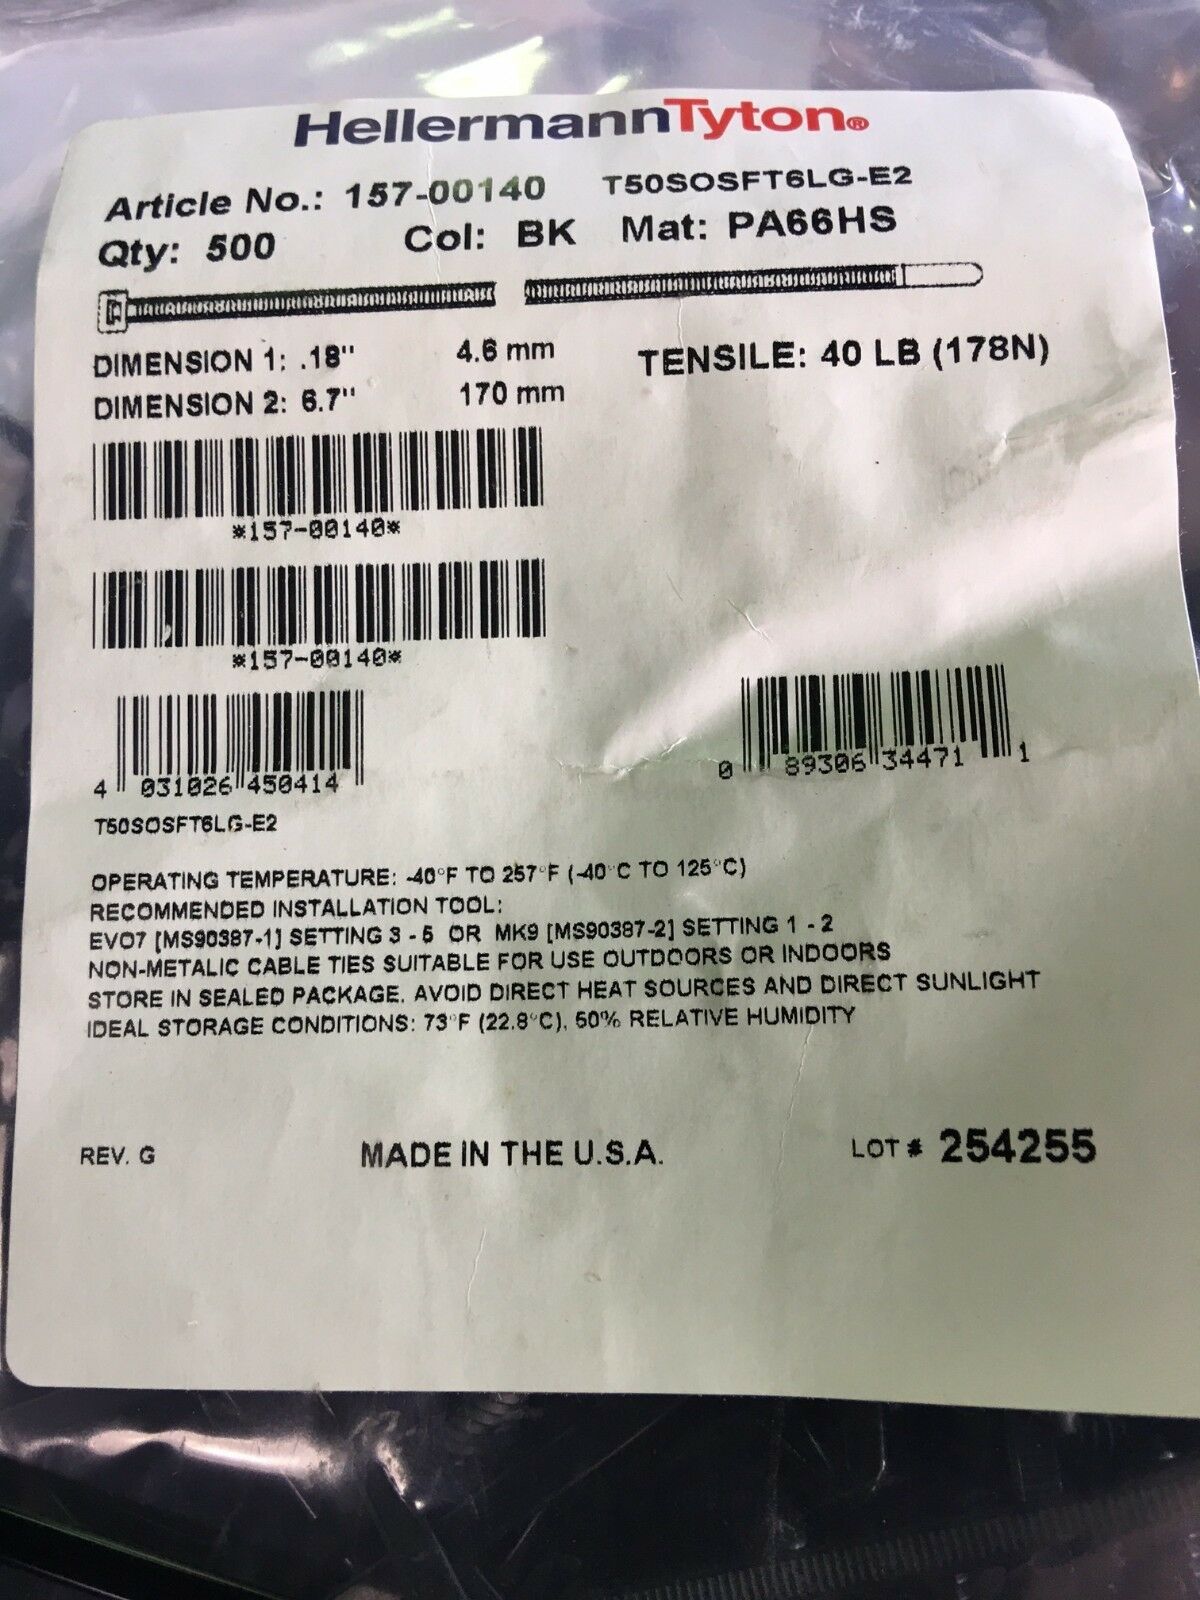 HellermannTyton®
Article No.: 157-00140 T50SOSFT6LG-E2
Qty: 500 Col: BK Mat: PA66HS
DIMENSION 1: .18" 4.6 mm TENSILE: 40 LB (178N)
DIMENSION 2: 6.7" 170 mm
*157-00140*
*157-00140*
4 031026 450414 0 89306 34471 1
T50SOSFT6LG-E2
OPERATING TEMPERATURE: -40°F TO 257°F (-40°C TO 125°C)
RECOMMENDED INSTALLATION TOOL:
EVO7 [MS90387-1] SETTING 3 - 5 OR MK9 [MS90387-2] SETTING 1 - 2
NON-METALIC CABLE TIES SUITABLE FOR USE OUTDOORS OR INDOORS
STORE IN SEALED PACKAGE. AVOID DIRECT HEAT SOURCES AND DIRECT SUNLIGHT
IDEAL STORAGE CONDITIONS: 73°F (22.8°C), 50% RELATIVE HUMIDITY
REV. G MADE IN THE U.S.A. LOT # 254255